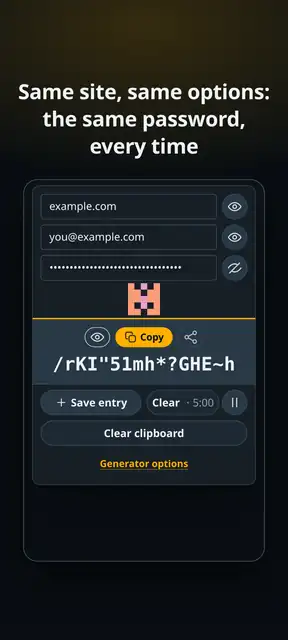 Same site, same options:
the same password,
every time
example.com
you@example.com
••••••••••••••••••••••••••••••••••
Copy
/rKI"51mh*?GHE~h
+ Save entry
Clear · 5:00
Clear clipboard
Generator options